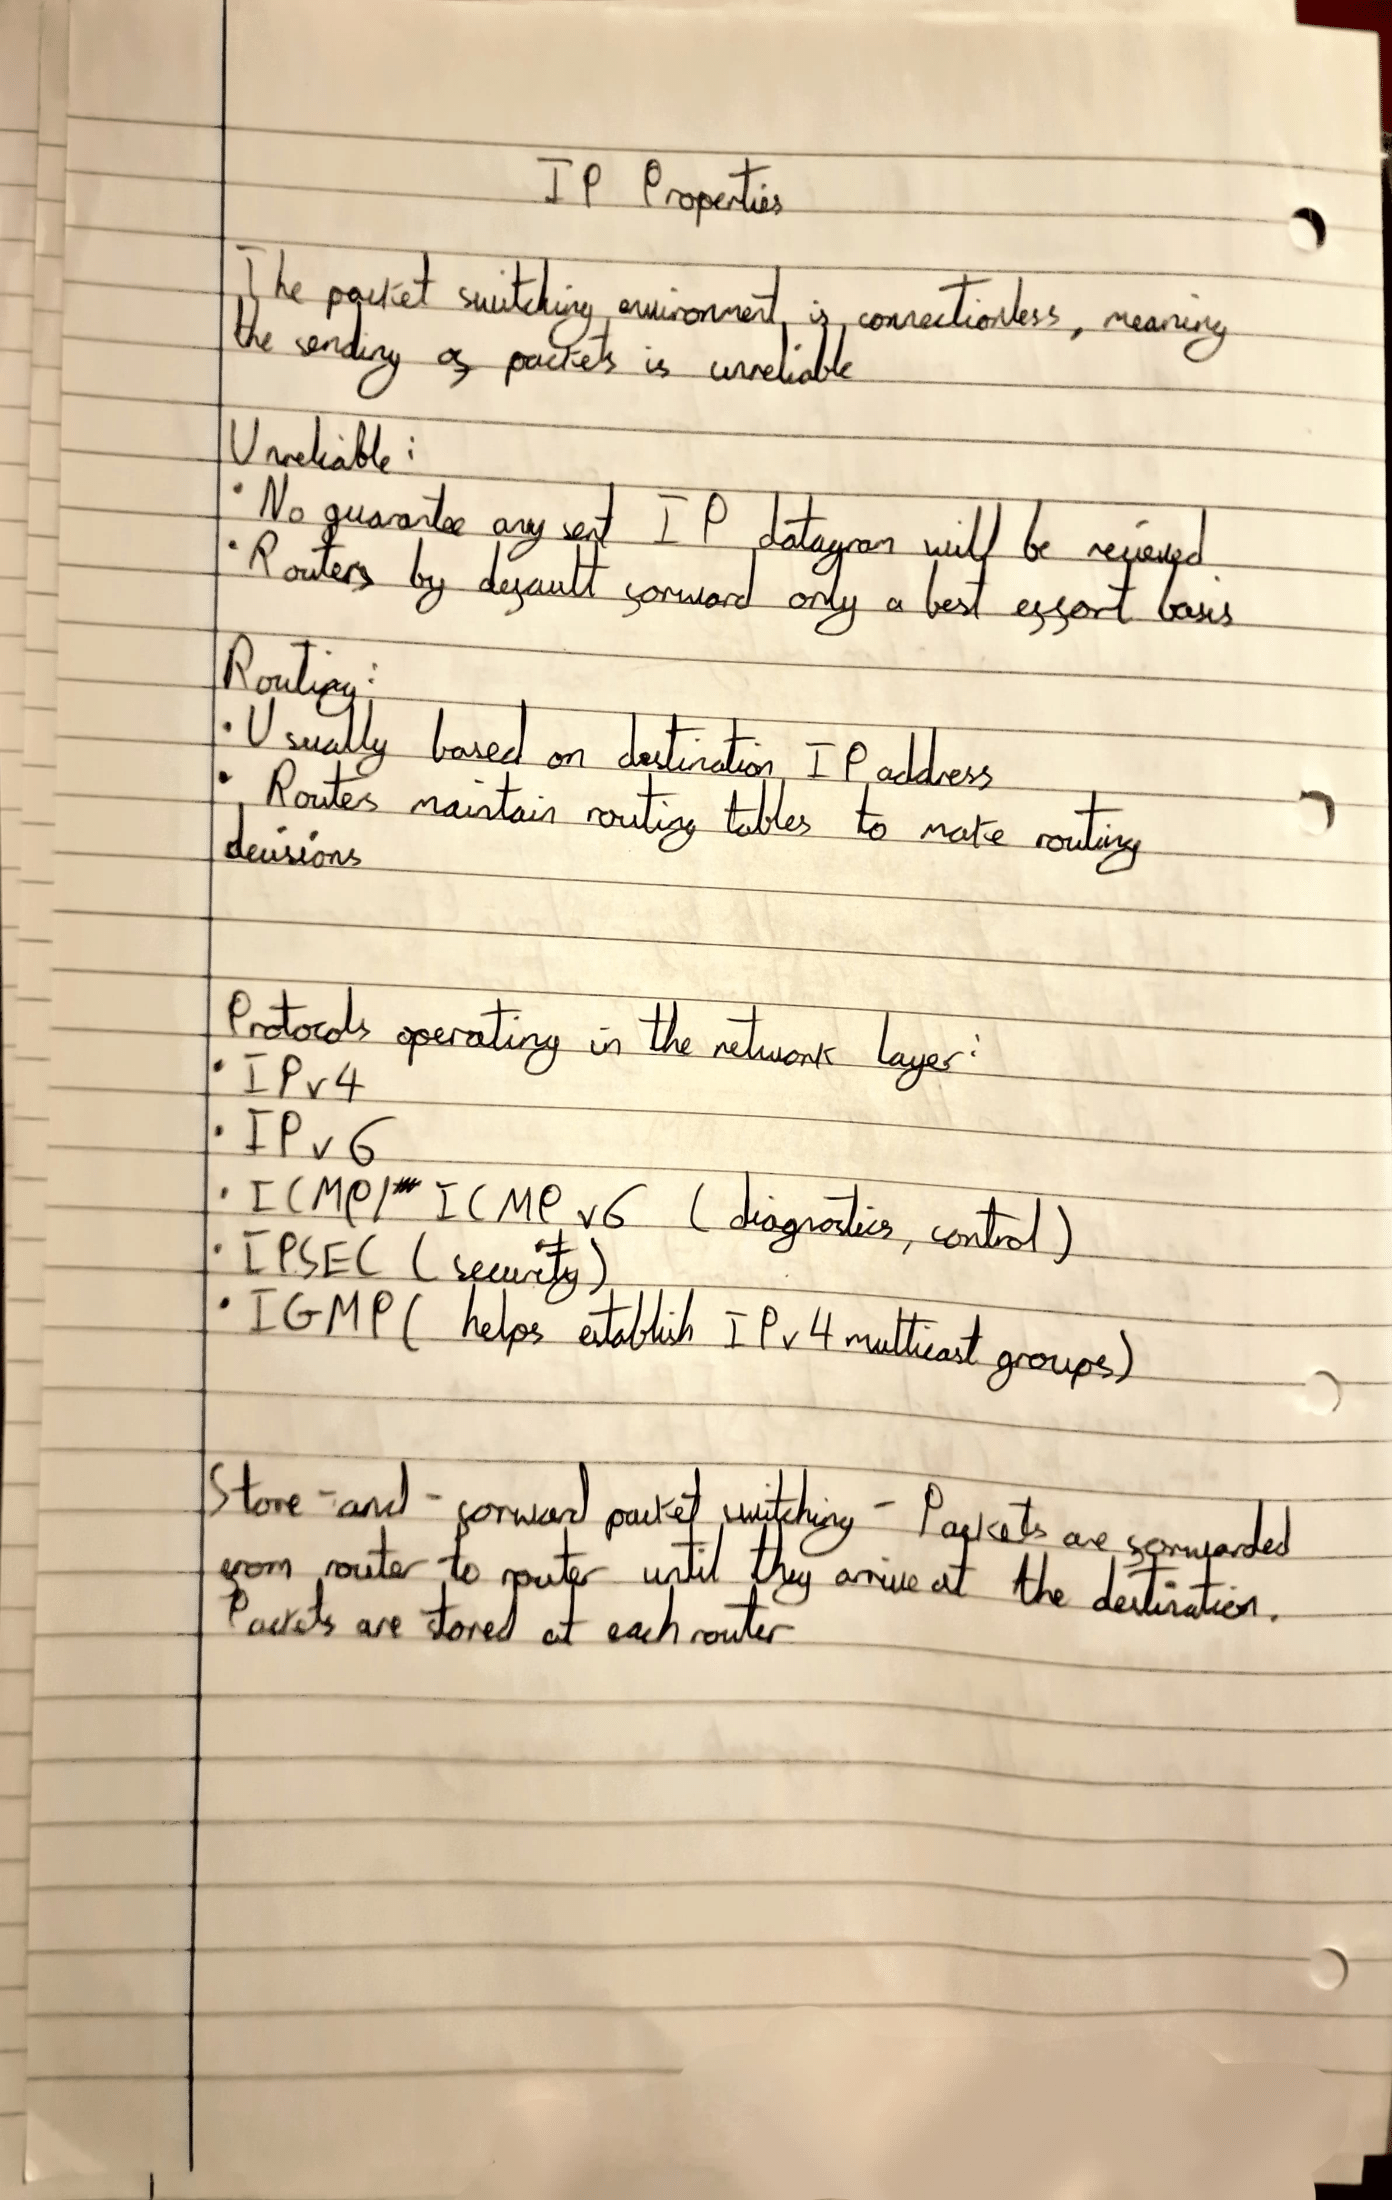 IP Properties
The packet switching environment is connectionless, meaning
the sending of packets is unreliable
Unreliable:
• No guarantee any sent IP datagram will be recieved
• Routers by default forward only a best effort basis
Routing:
• Usually based on destination IP address
• Routers maintain routing tables to make routing
decisions
Protocols operating in the network layer:
• IPv4
• IPv6
• ICMP/ ICMPv6 (diagnostics, control)
• IPSEC (security)
• IGMP (helps establish IPv4 multicast groups)
Store-and-forward packet switching - Packets are forwarded
from router to router until they arrive at the destination.
Packets are stored at each router